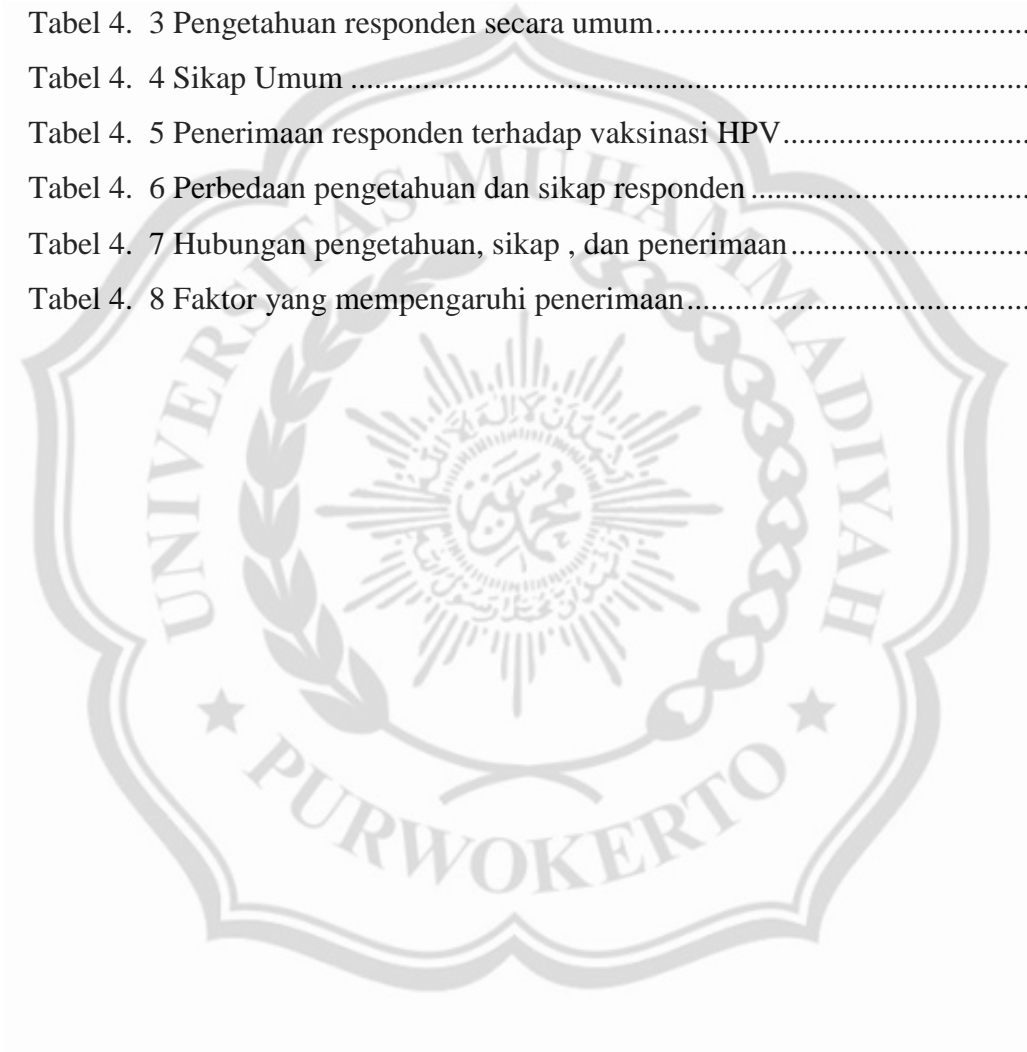 Tabel 4. 3 Pengetahuan responden secara umum.......................................
Tabel 4. 4 Sikap Umum ..............................................................................
Tabel 4. 5 Penerimaan responden terhadap vaksinasi HPV............................
Tabel 4. 6 Perbedaan pengetahuan dan sikap responden ................................
Tabel 4. 7 Hubungan pengetahuan, sikap , dan penerimaan...........................
Tabel 4. 8 Faktor yang mempengaruhi penerimaan.......................................
UNIVERSITAS MUHAMMADIYAH
PURWOKERTO